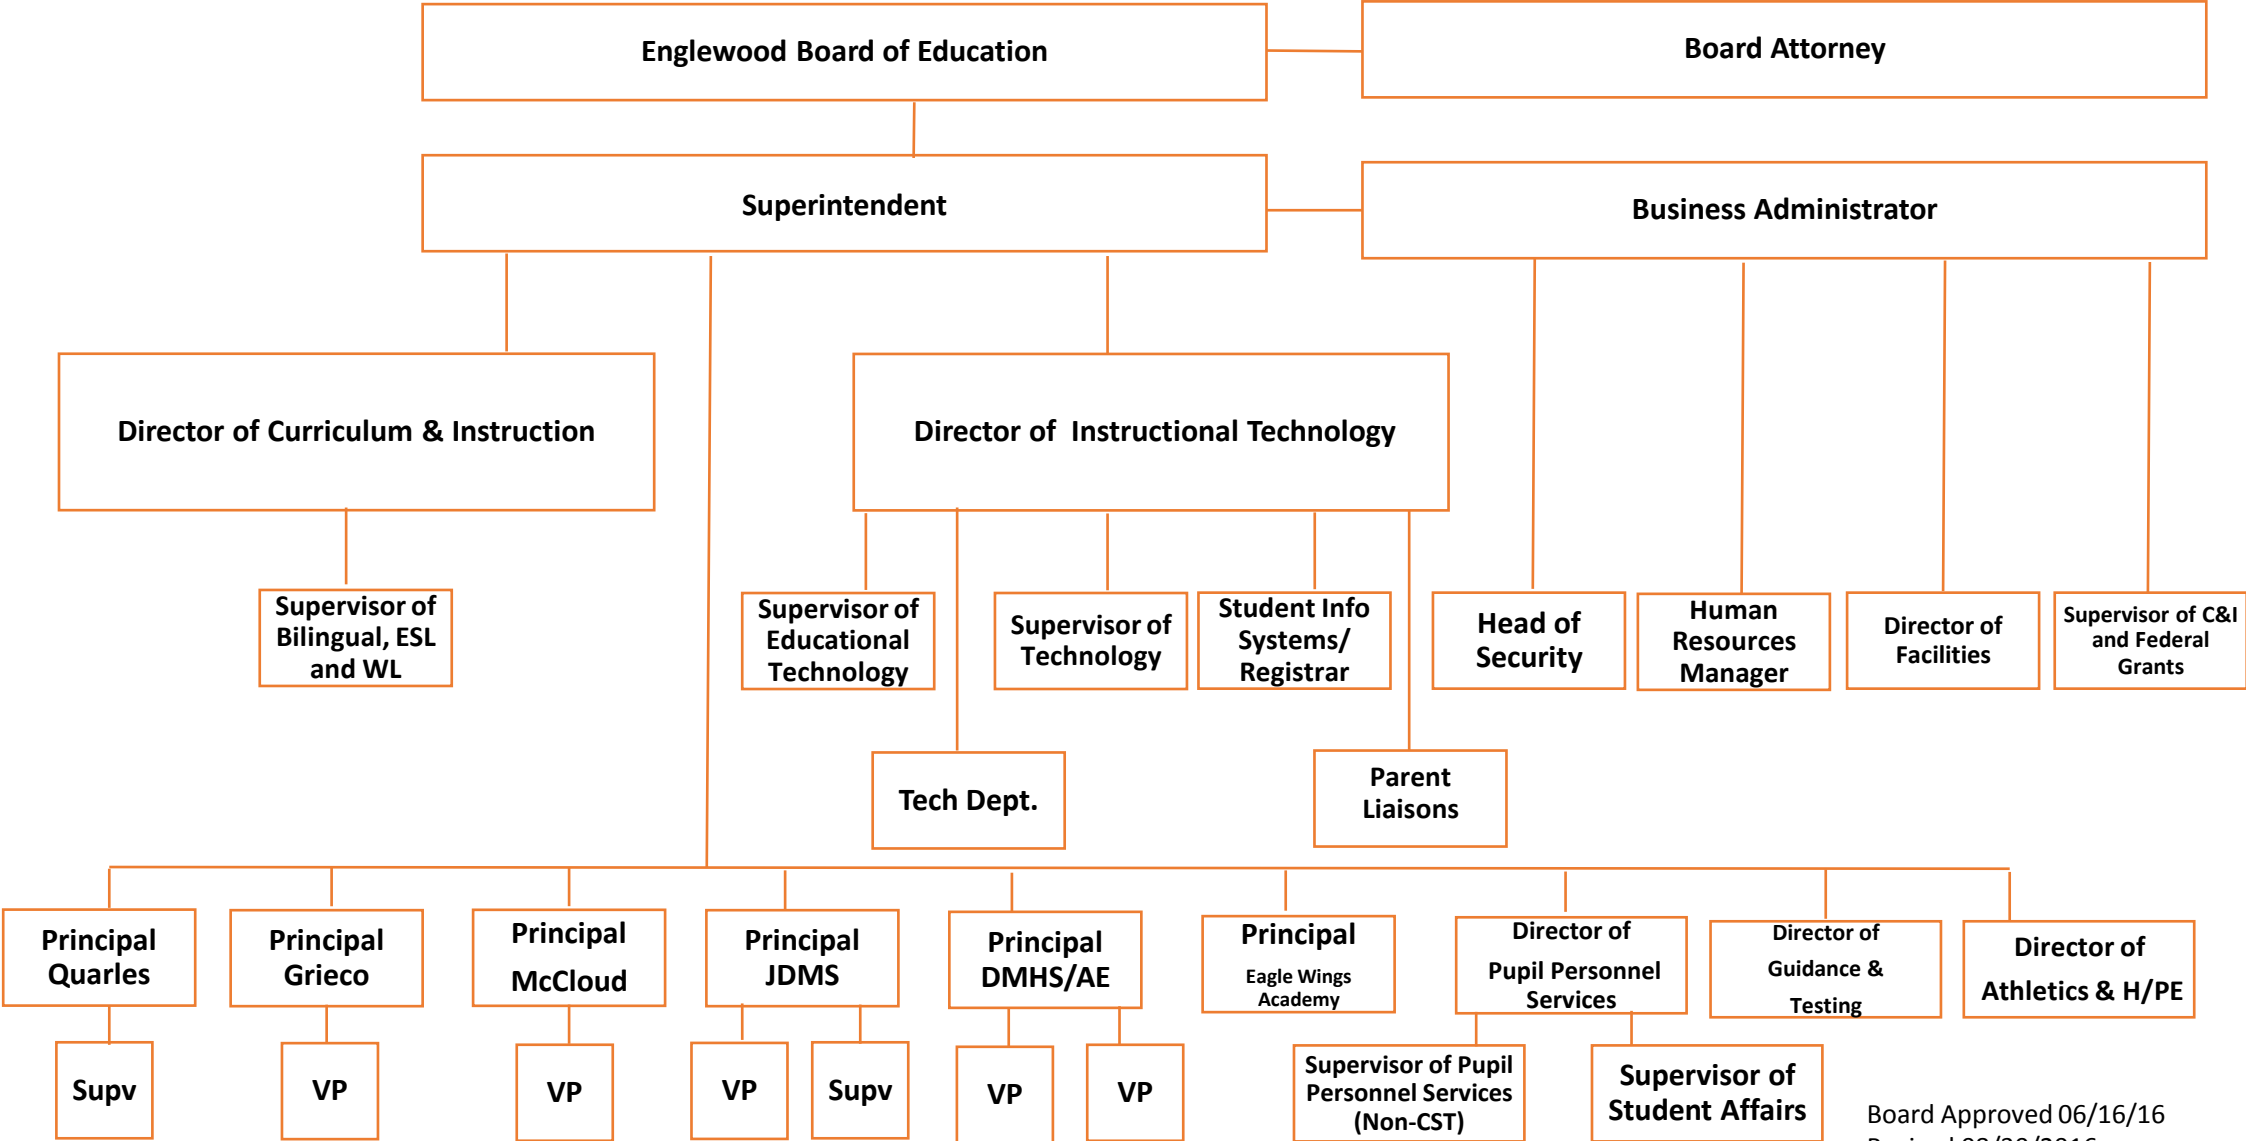 Englewood Board of Education
Board Attorney
Superintendent
Business Administrator
Director of Curriculum & Instruction
Director of Instructional Technology
Supervisor of
Bilingual, ESL
and WL
Supervisor of
Educational
Technology
Supervisor of
Technology
Student Info
Systems/
Registrar
Head of
Security
Human
Resources
Manager
Director of
Facilities
Supervisor of C&I
and Federal
Grants
Tech Dept.
Parent
Liaisons
Principal
Quarles
Principal
Grieco
Principal
McCloud
Principal
JDMS
Principal
DMHS/AE
Principal
Eagle Wings
Academy
Director of
Pupil Personnel
Services
Director of
Guidance &
Testing
Director of
Athletics & H/PE
Supv
VP
VP
VP
Supv
VP
VP
Supervisor of Pupil
Personnel Services
(Non-CST)
Supervisor of
Student Affairs
Board Approved 06/16/16